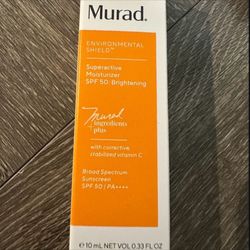 Murad.
ENVIRONMENTAL
SHIELD™
Superactive
Moisturizer
SPF 50: Brightening
Murad
ingredients
plus
with corrective
stabilized vitamin C
Broad Spectrum
Sunscreen
SPF 50 | PA++++
e 10 mL NET VOL 0.33 FL OZ